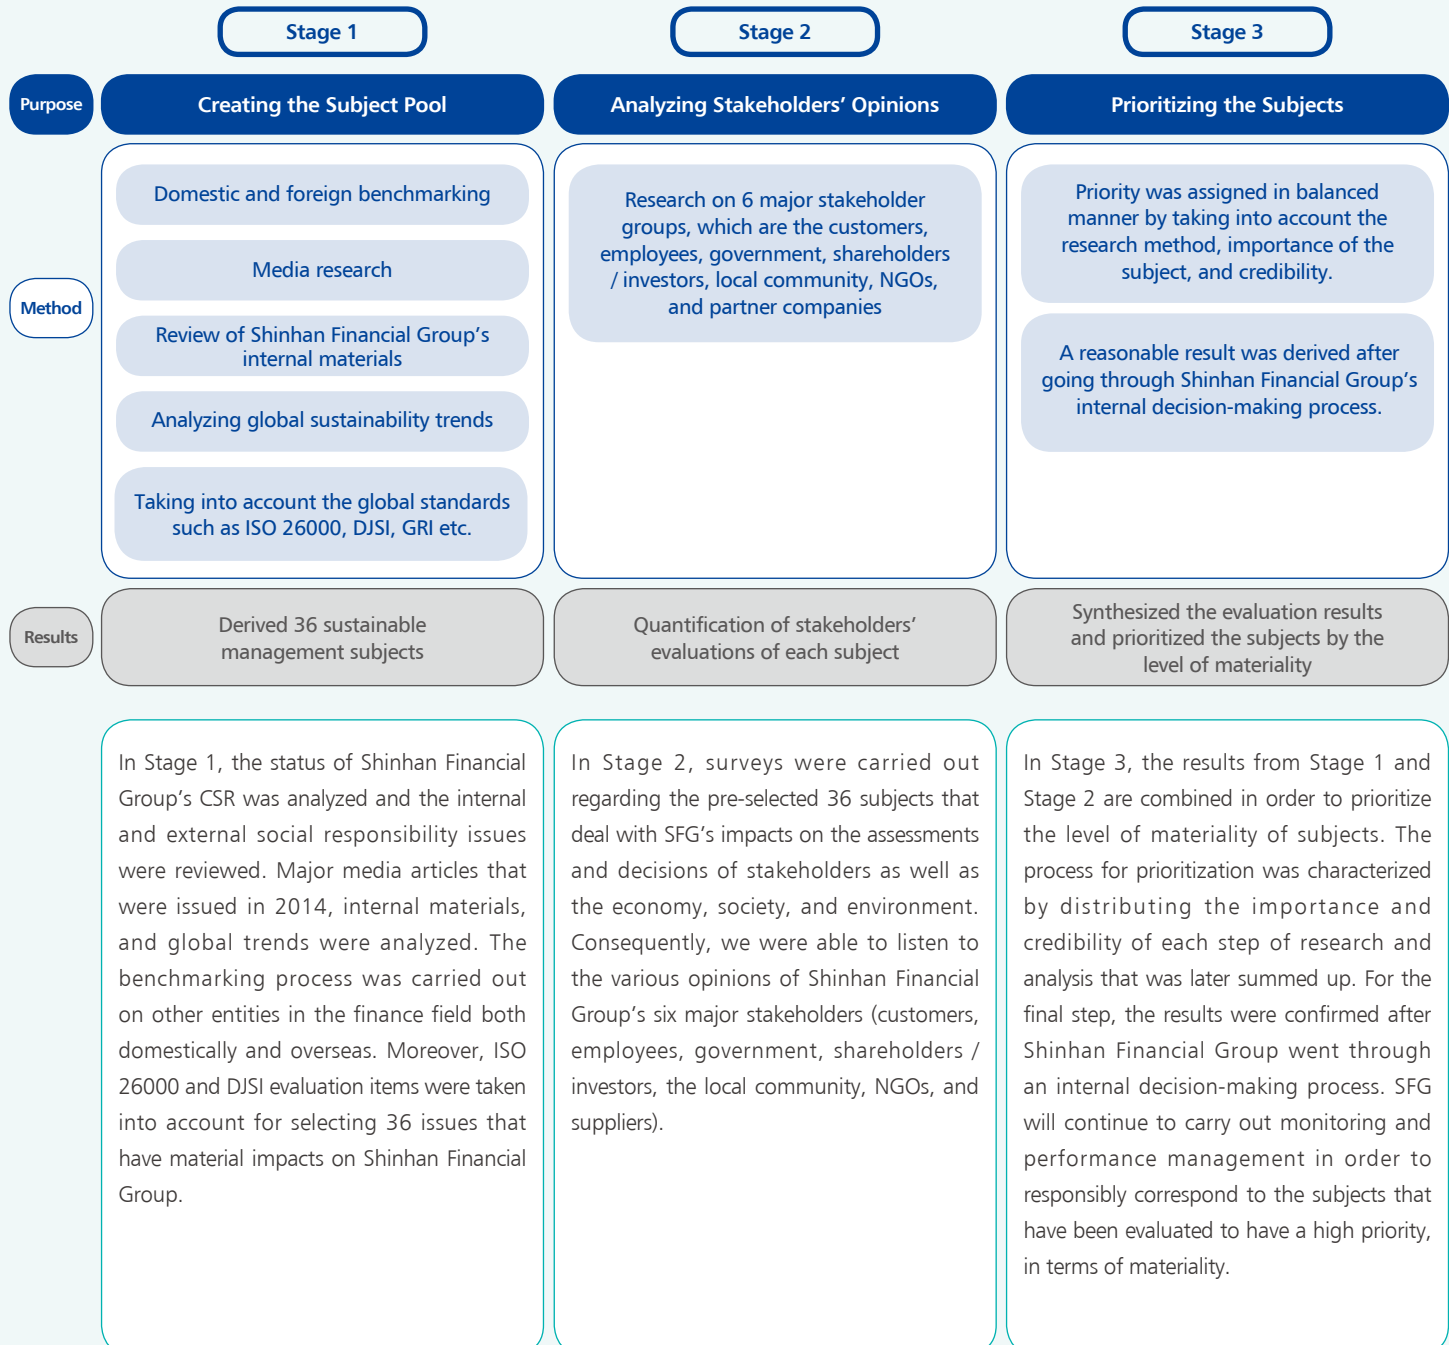 Stage 1
Stage 2
Stage 3
Purpose
Creating the Subject Pool
Analyzing Stakeholders' Opinions
Prioritizing the Subjects
Method
Domestic and foreign benchmarking
Media research
Review of Shinhan Financial Group's
internal materials
Analyzing global sustainability trends
Taking into account the global standards
such as ISO 26000, DJSI, GRI etc.
Research on 6 major stakeholder
groups, which are the customers,
employees, government, shareholders
/ investors, local community, NGOs,
and partner companies
Priority was assigned in balanced
manner by taking into account the
research method, importance of the
subject, and credibility.
A reasonable result was derived after
going through Shinhan Financial Group's
internal decision-making process.
Results
Derived 36 sustainable
management subjects
Quantification of stakeholders'
evaluations of each subject
Synthesized the evaluation results
and prioritized the subjects by the
level of materiality
In Stage 1, the status of Shinhan Financial
Group's CSR was analyzed and the internal
and external social responsibility issues
were reviewed. Major media articles that
were issued in 2014, internal materials,
and global trends were analyzed. The
benchmarking process was carried out
on other entities in the finance field both
domestically and overseas. Moreover, ISO
26000 and DJSI evaluation items were taken
into account for selecting 36 issues that
have material impacts on Shinhan Financial
Group.
In Stage 2, surveys were carried out
regarding the pre-selected 36 subjects that
deal with SFG's impacts on the assessments
and decisions of stakeholders as well as
the economy, society, and environment.
Consequently, we were able to listen to
the various opinions of Shinhan Financial
Group's six major stakeholders (customers,
employees, government, shareholders /
investors, the local community, NGOs, and
suppliers).
In Stage 3, the results from Stage 1 and
Stage 2 are combined in order to prioritize
the level of materiality of subjects. The
process for prioritization was characterized
by distributing the importance and
credibility of each step of research and
analysis that was later summed up. For the
final step, the results were confirmed after
Shinhan Financial Group went through
an internal decision-making process. SFG
will continue to carry out monitoring and
performance management in order to
responsibly correspond to the subjects that
have been evaluated to have a high priority,
in terms of materiality.